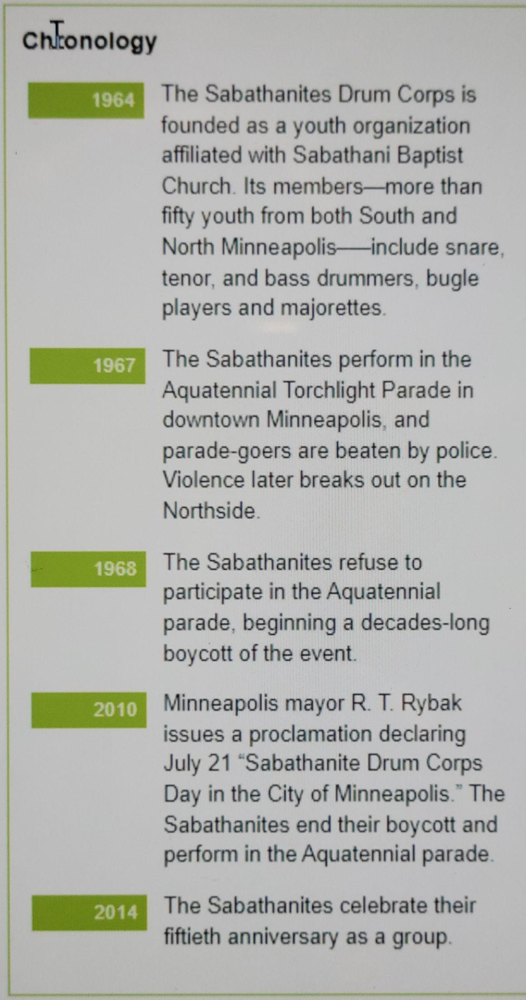 Chronology
1964
The Sabathanites Drum Corps is
founded as a youth organization
affiliated with Sabathani Baptist
Church. Its members—more than
fifty youth from both South and
North Minneapolis—–include snare,
tenor, and bass drummers, bugle
players and majorettes.
1967
The Sabathanites perform in the
Aquatennial Torchlight Parade in
downtown Minneapolis, and
parade-goers are beaten by police.
Violence later breaks out on the
Northside.
1968
The Sabathanites refuse to
participate in the Aquatennial
parade, beginning a decades-long
boycott of the event.
2010
Minneapolis mayor R. T. Rybak
issues a proclamation declaring
July 21 “Sabathanite Drum Corps
Day in the City of Minneapolis.” The
Sabathanites end their boycott and
perform in the Aquatennial parade.
2014
The Sabathanites celebrate their
fiftieth anniversary as a group.